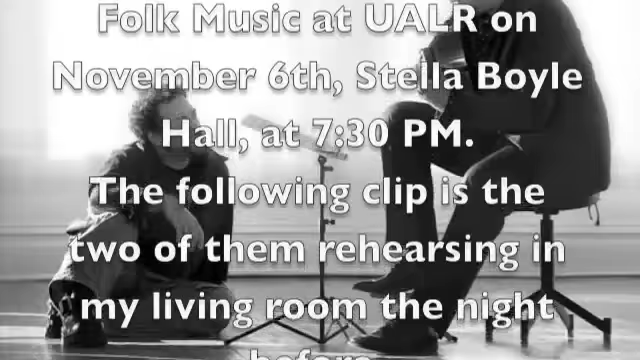 Folk Music at UALR on
November 6th, Stella Boyle
Hall, at 7:30 PM.
The following clip is the
two of them rehearsing in
my living room the night
before